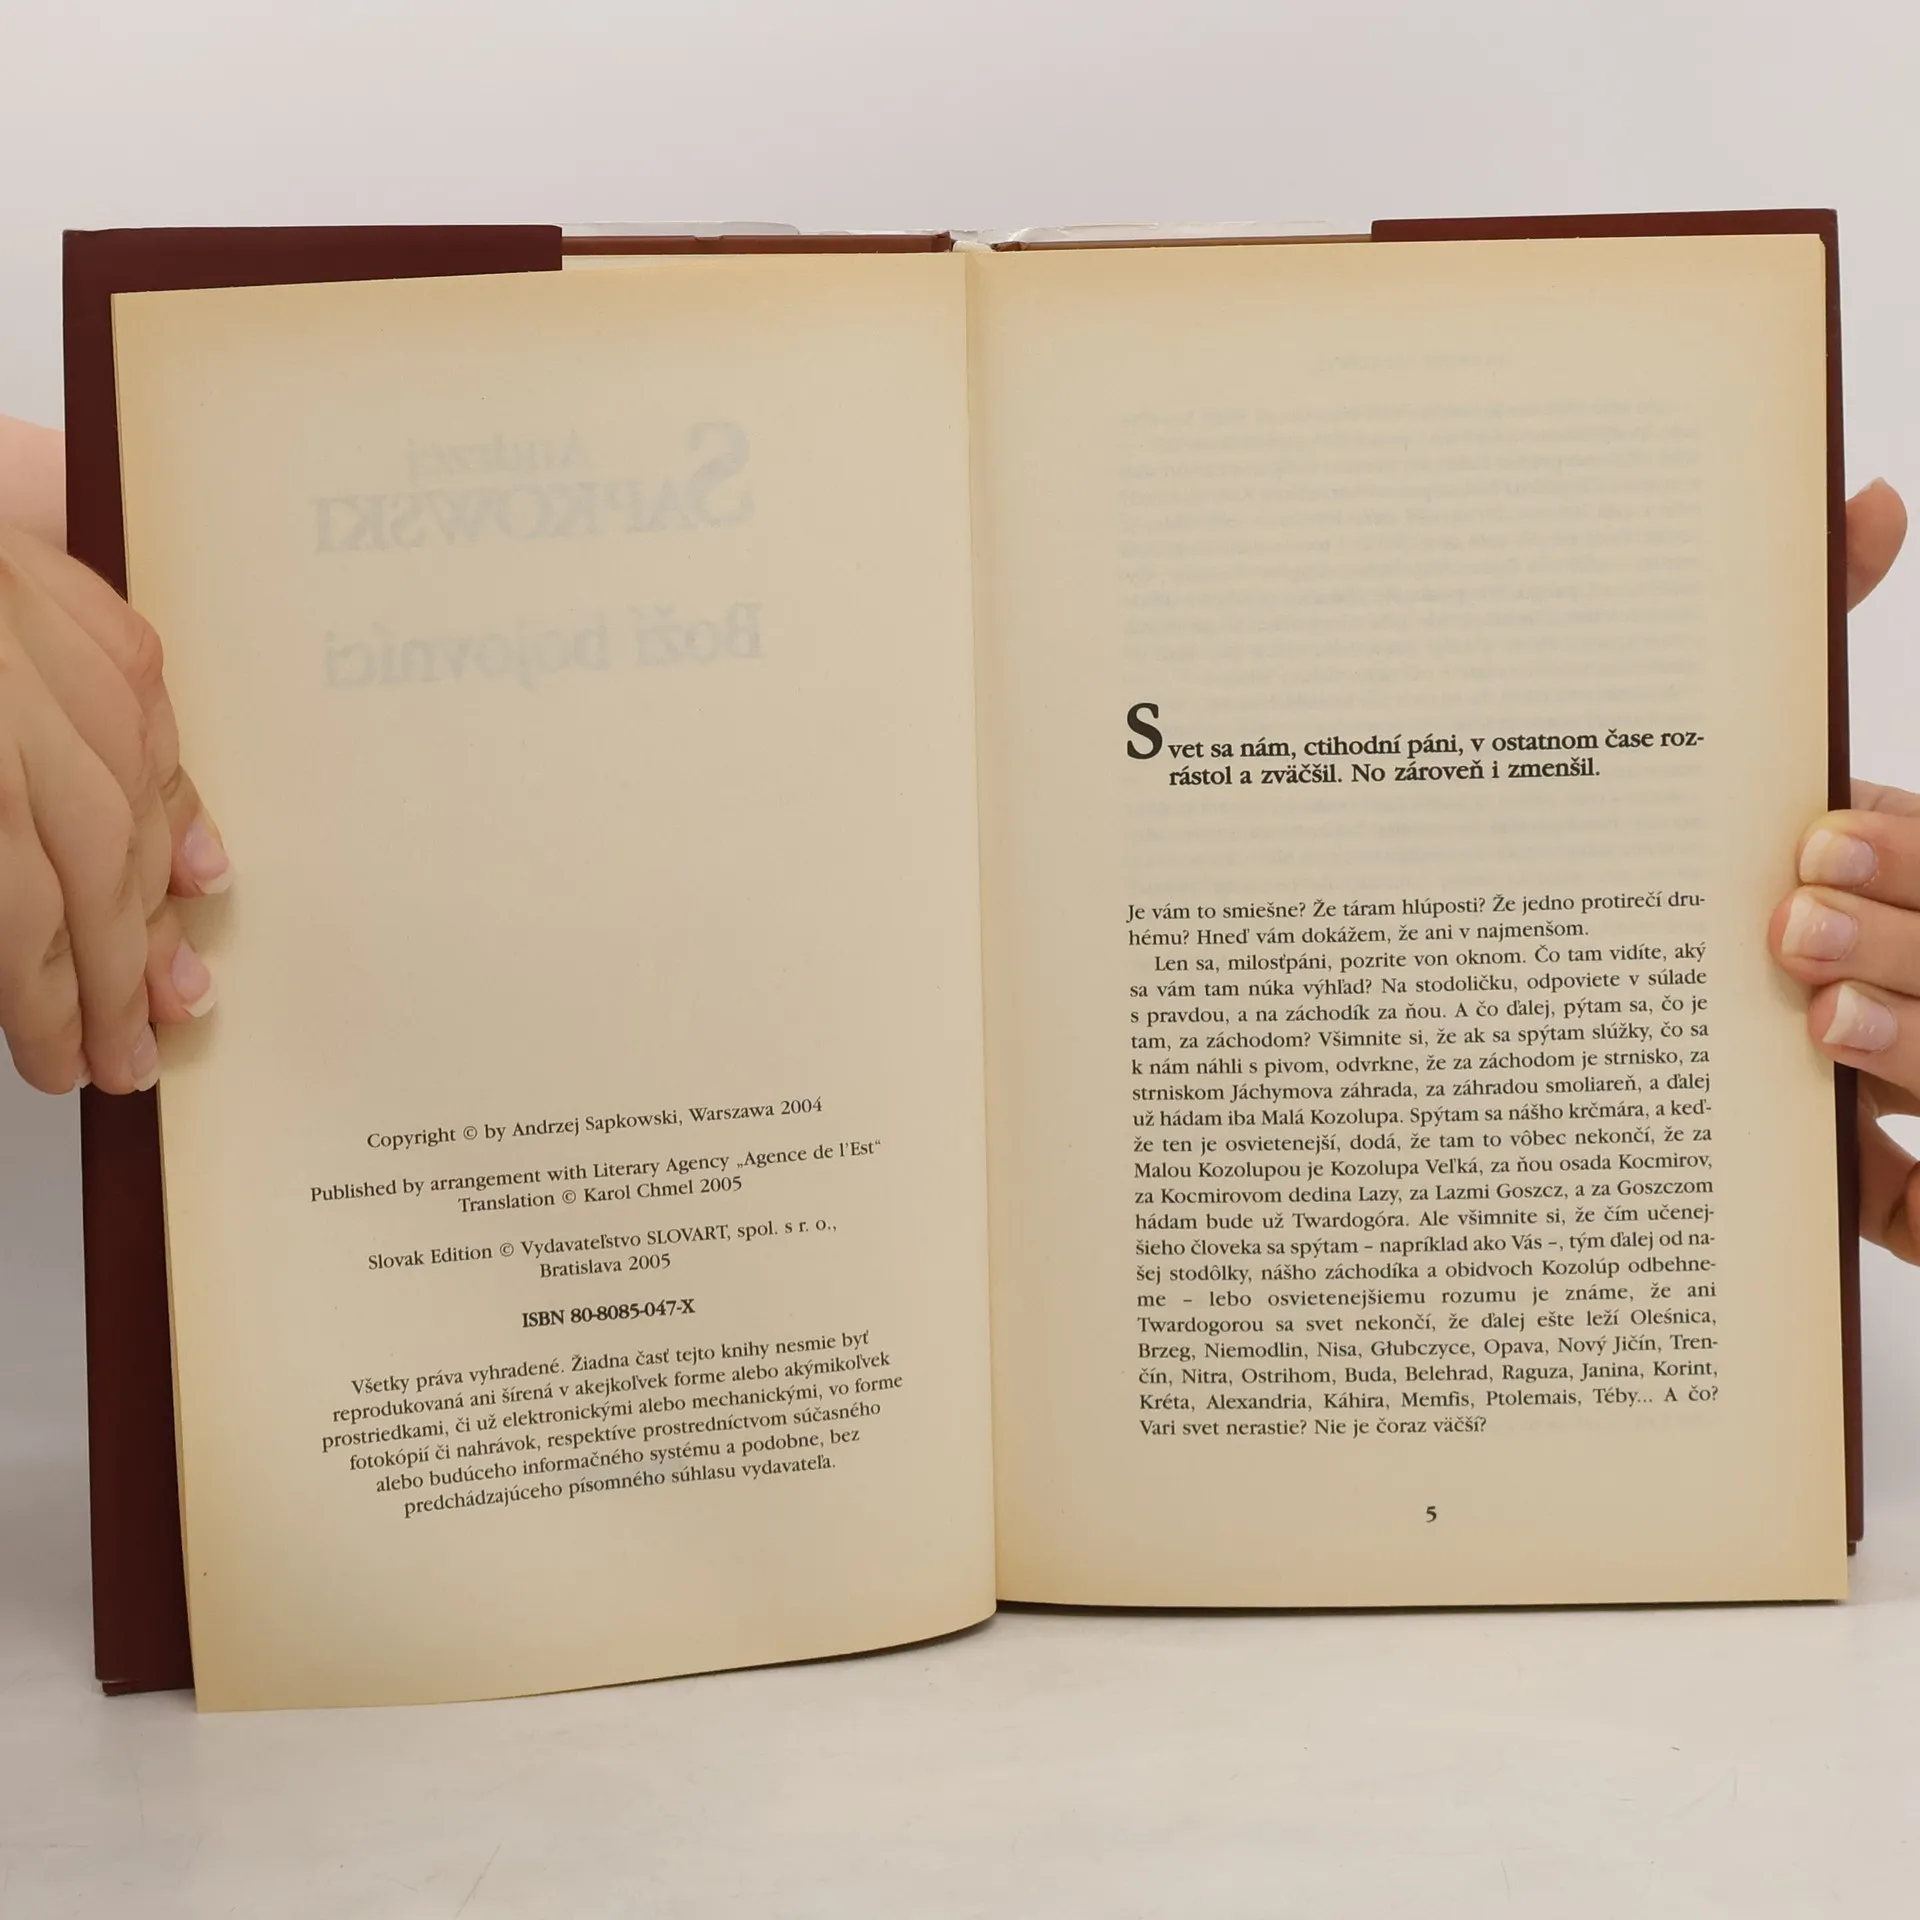 Copyright © by Andrzej Sapkowski, Warszawa 2004
Published by arrangement with Literary Agency „Agence de l'Est“
Translation © Karol Chmel 2005
Slovak Edition © Vydavateľstvo SLOVART, spol. s r. o.,
Bratislava 2005
ISBN 80-8085-047-X
Všetky práva vyhradené. Žiadna časť tejto knihy nesmie byť
reprodukovaná ani šírená v akejkoľvek forme alebo akýmikoľvek
prostriedkami, či už elektronickými alebo mechanickými, vo forme
fotokópií či nahrávok, respektíve prostredníctvom súčasného
alebo budúceho informačného systému a podobne, bez
predchádzajúceho písomného súhlasu vydavateľa.
Svet sa nám, ctihodní páni, v ostatnom čase roz-
rástol a zväčšil. No zároveň i zmenšil.
Je vám to smiešne? Že táram hlúposti? Že jedno protirečí dru-
hému? Hneď vám dokážem, že ani v najmenšom.
Len sa, milosťpáni, pozrite von oknom. Čo tam vidíte, aký
sa vám tam núka výhľad? Na stodoličku, odpoviete v súlade
s pravdou, a na záchodík za ňou. A čo ďalej, pýtam sa, čo je
tam, za záchodom? Všimnite si, že ak sa spýtam slúžky, čo sa
k nám náhli s pivom, odvrkne, že za záchodom je strnisko, za
strniskom Jáchymova záhrada, za záhradou smoliareň, a ďalej
už hádam iba Malá Kozolupa. Spýtam sa nášho krčmára, a keď-
že ten je osvietenejší, dodá, že tam to vôbec nekončí, že za
Malou Kozolupou je Kozolupa Veľká, za ňou osada Kocmirov,
za Kocmirovom dedina Lazy, za Lazmi Goszcz, a za Goszczom
hádam bude už Twardogóra. Ale všimnite si, že čím učenej-
šieho človeka sa spýtam – napríklad ako Vás –, tým ďalej od na-
šej stodôlky, nášho záchodíka a obidvoch Kozolúp odbehne-
me – lebo osvietenejšiemu rozumu je známe, že ani
Twardogorou sa svet nekončí, že ďalej ešte leží Oleśnica,
Brzeg, Niemodlin, Nisa, Głubczyce, Opava, Nový Jičín, Tren-
čín, Nitra, Ostrihom, Buda, Belehrad, Raguza, Janina, Korint,
Kréta, Alexandria, Káhira, Memfis, Ptolemais, Téby... A čo?
Vari svet nerastie? Nie je čoraz väčší?
5